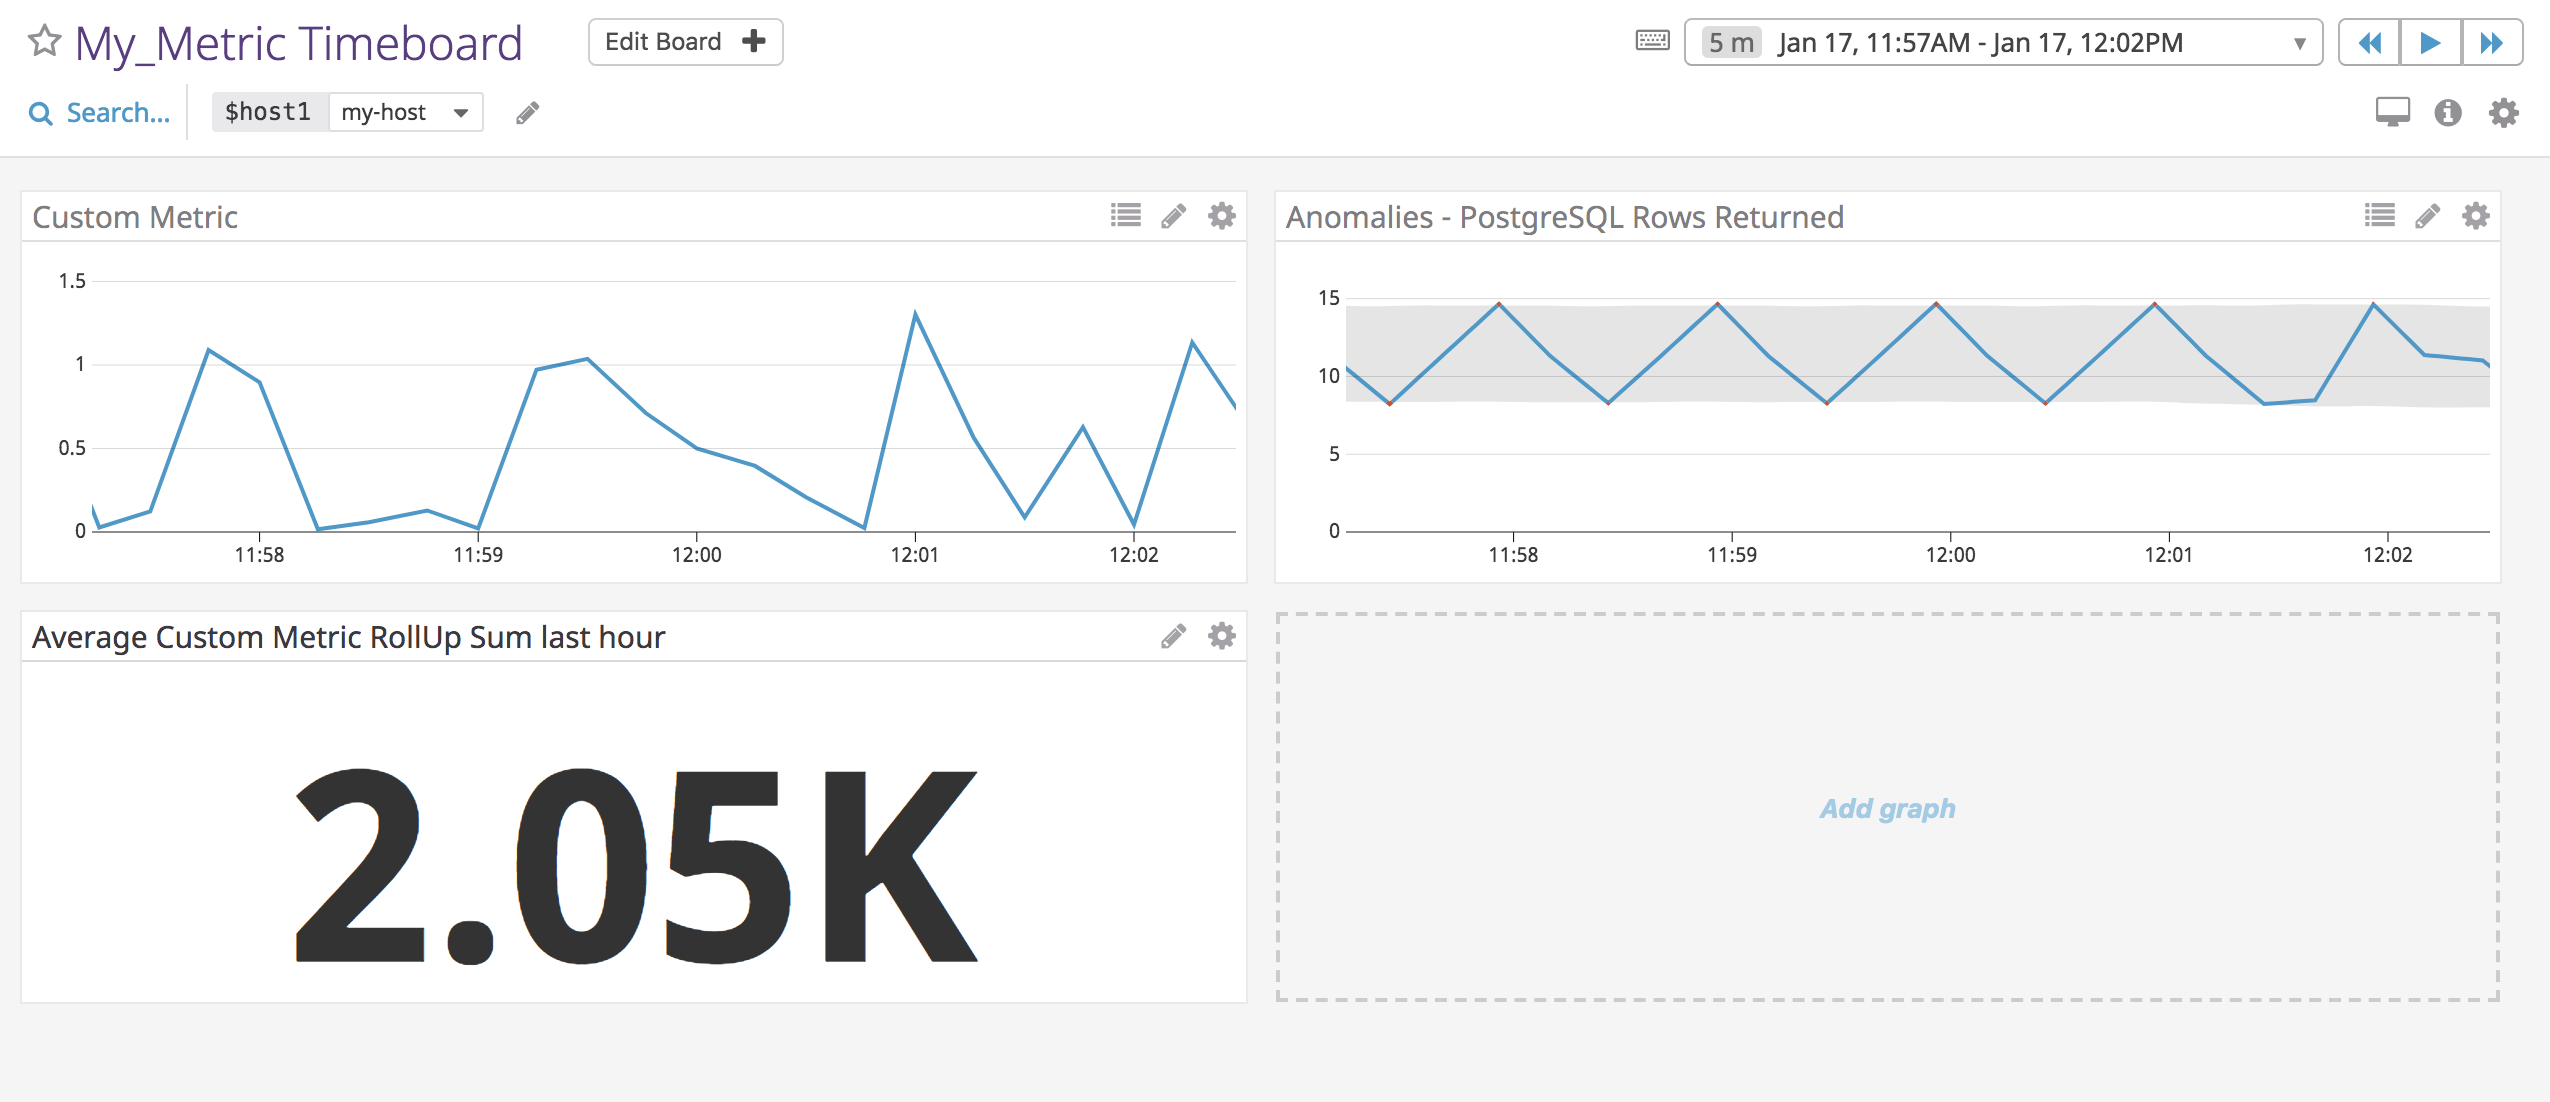 My_Metric Timeboard
Edit Board
5 m Jan 17, 11:57AM - Jan 17, 12:02PM
Search...
$host1 my-host
Custom Metric
1.5
1
0.5
0
11:58 11:59 12:00 12:01 12:02
Anomalies - PostgreSQL Rows Returned
15
10
5
0
11:58 11:59 12:00 12:01 12:02
Average Custom Metric RollUp Sum last hour
2.05K
Add graph